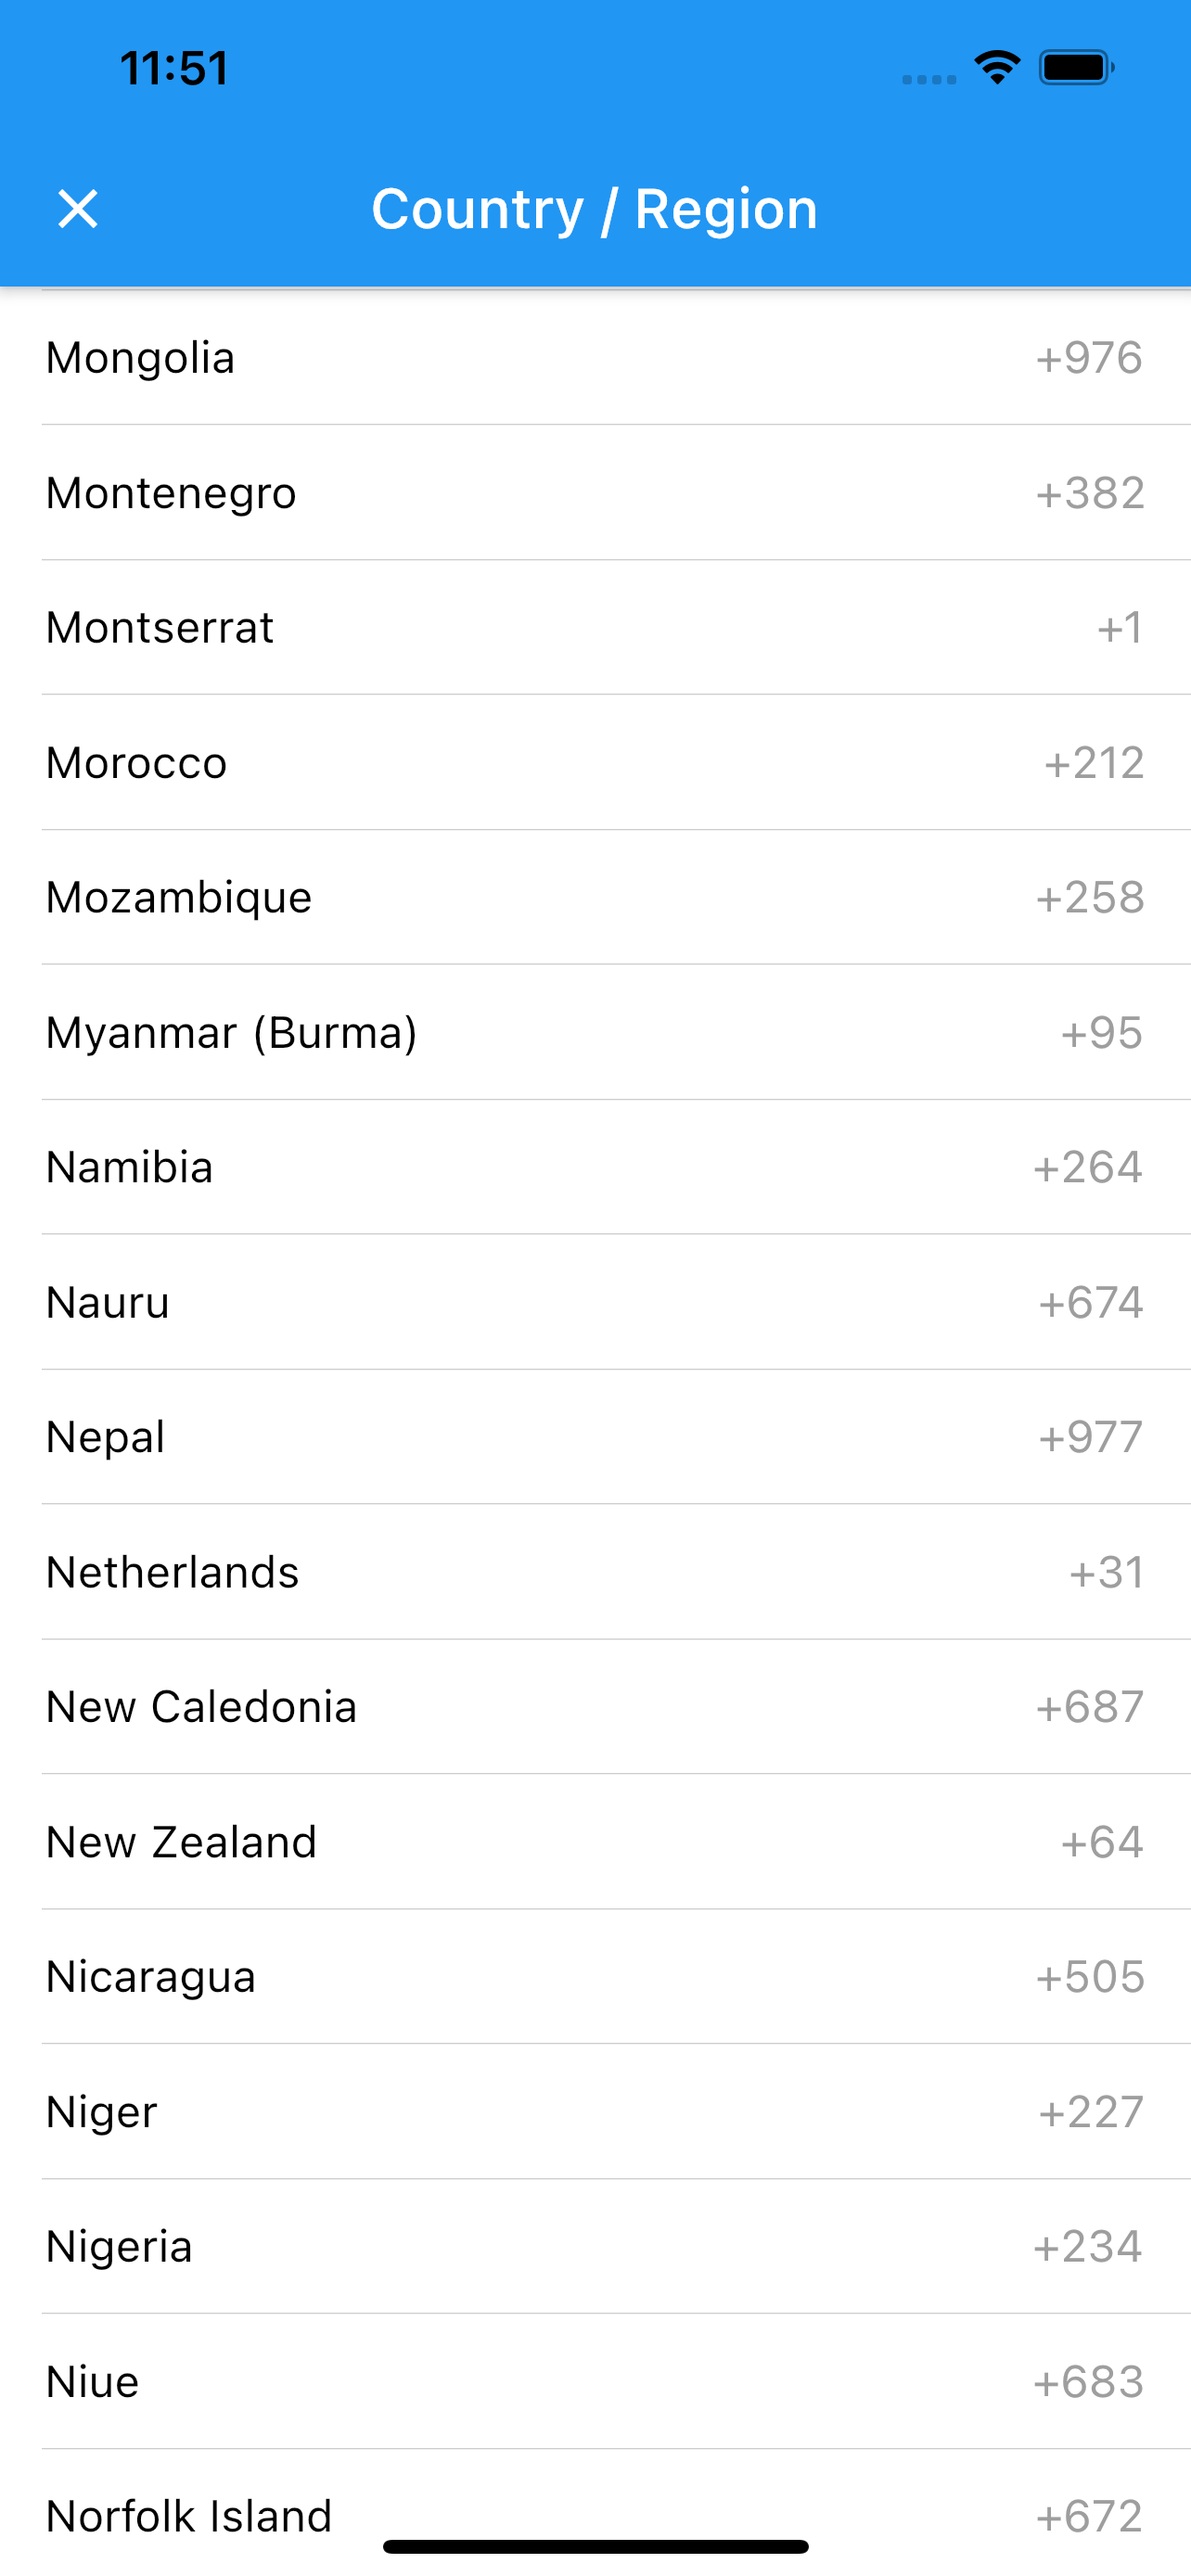 11:51
Country / Region
Mongolia +976
Montenegro +382
Montserrat +1
Morocco +212
Mozambique +258
Myanmar (Burma) +95
Namibia +264
Nauru +674
Nepal +977
Netherlands +31
New Caledonia +687
New Zealand +64
Nicaragua +505
Niger +227
Nigeria +234
Niue +683
Norfolk Island +672